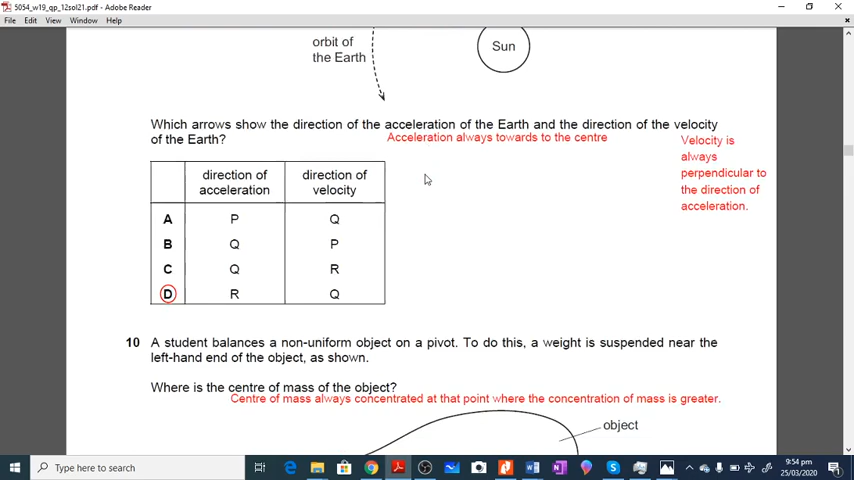 5054_w19_qp_12sol21.pdf - Adobe Reader
File Edit View Window Help
orbit of
the Earth
Sun
Which arrows show the direction of the acceleration of the Earth and the direction of the velocity
of the Earth?
Acceleration always towards to the centre
Velocity is
always
perpendicular to
the direction of
acceleration.
direction of
acceleration
direction of
velocity
A P Q
B Q P
C Q R
D R Q
10 A student balances a non-uniform object on a pivot. To do this, a weight is suspended near the
left-hand end of the object, as shown.
Where is the centre of mass of the object?
Centre of mass always concentrated at that point where the concentration of mass is greater.
object
Type here to search
9:54 pm
25/03/2020